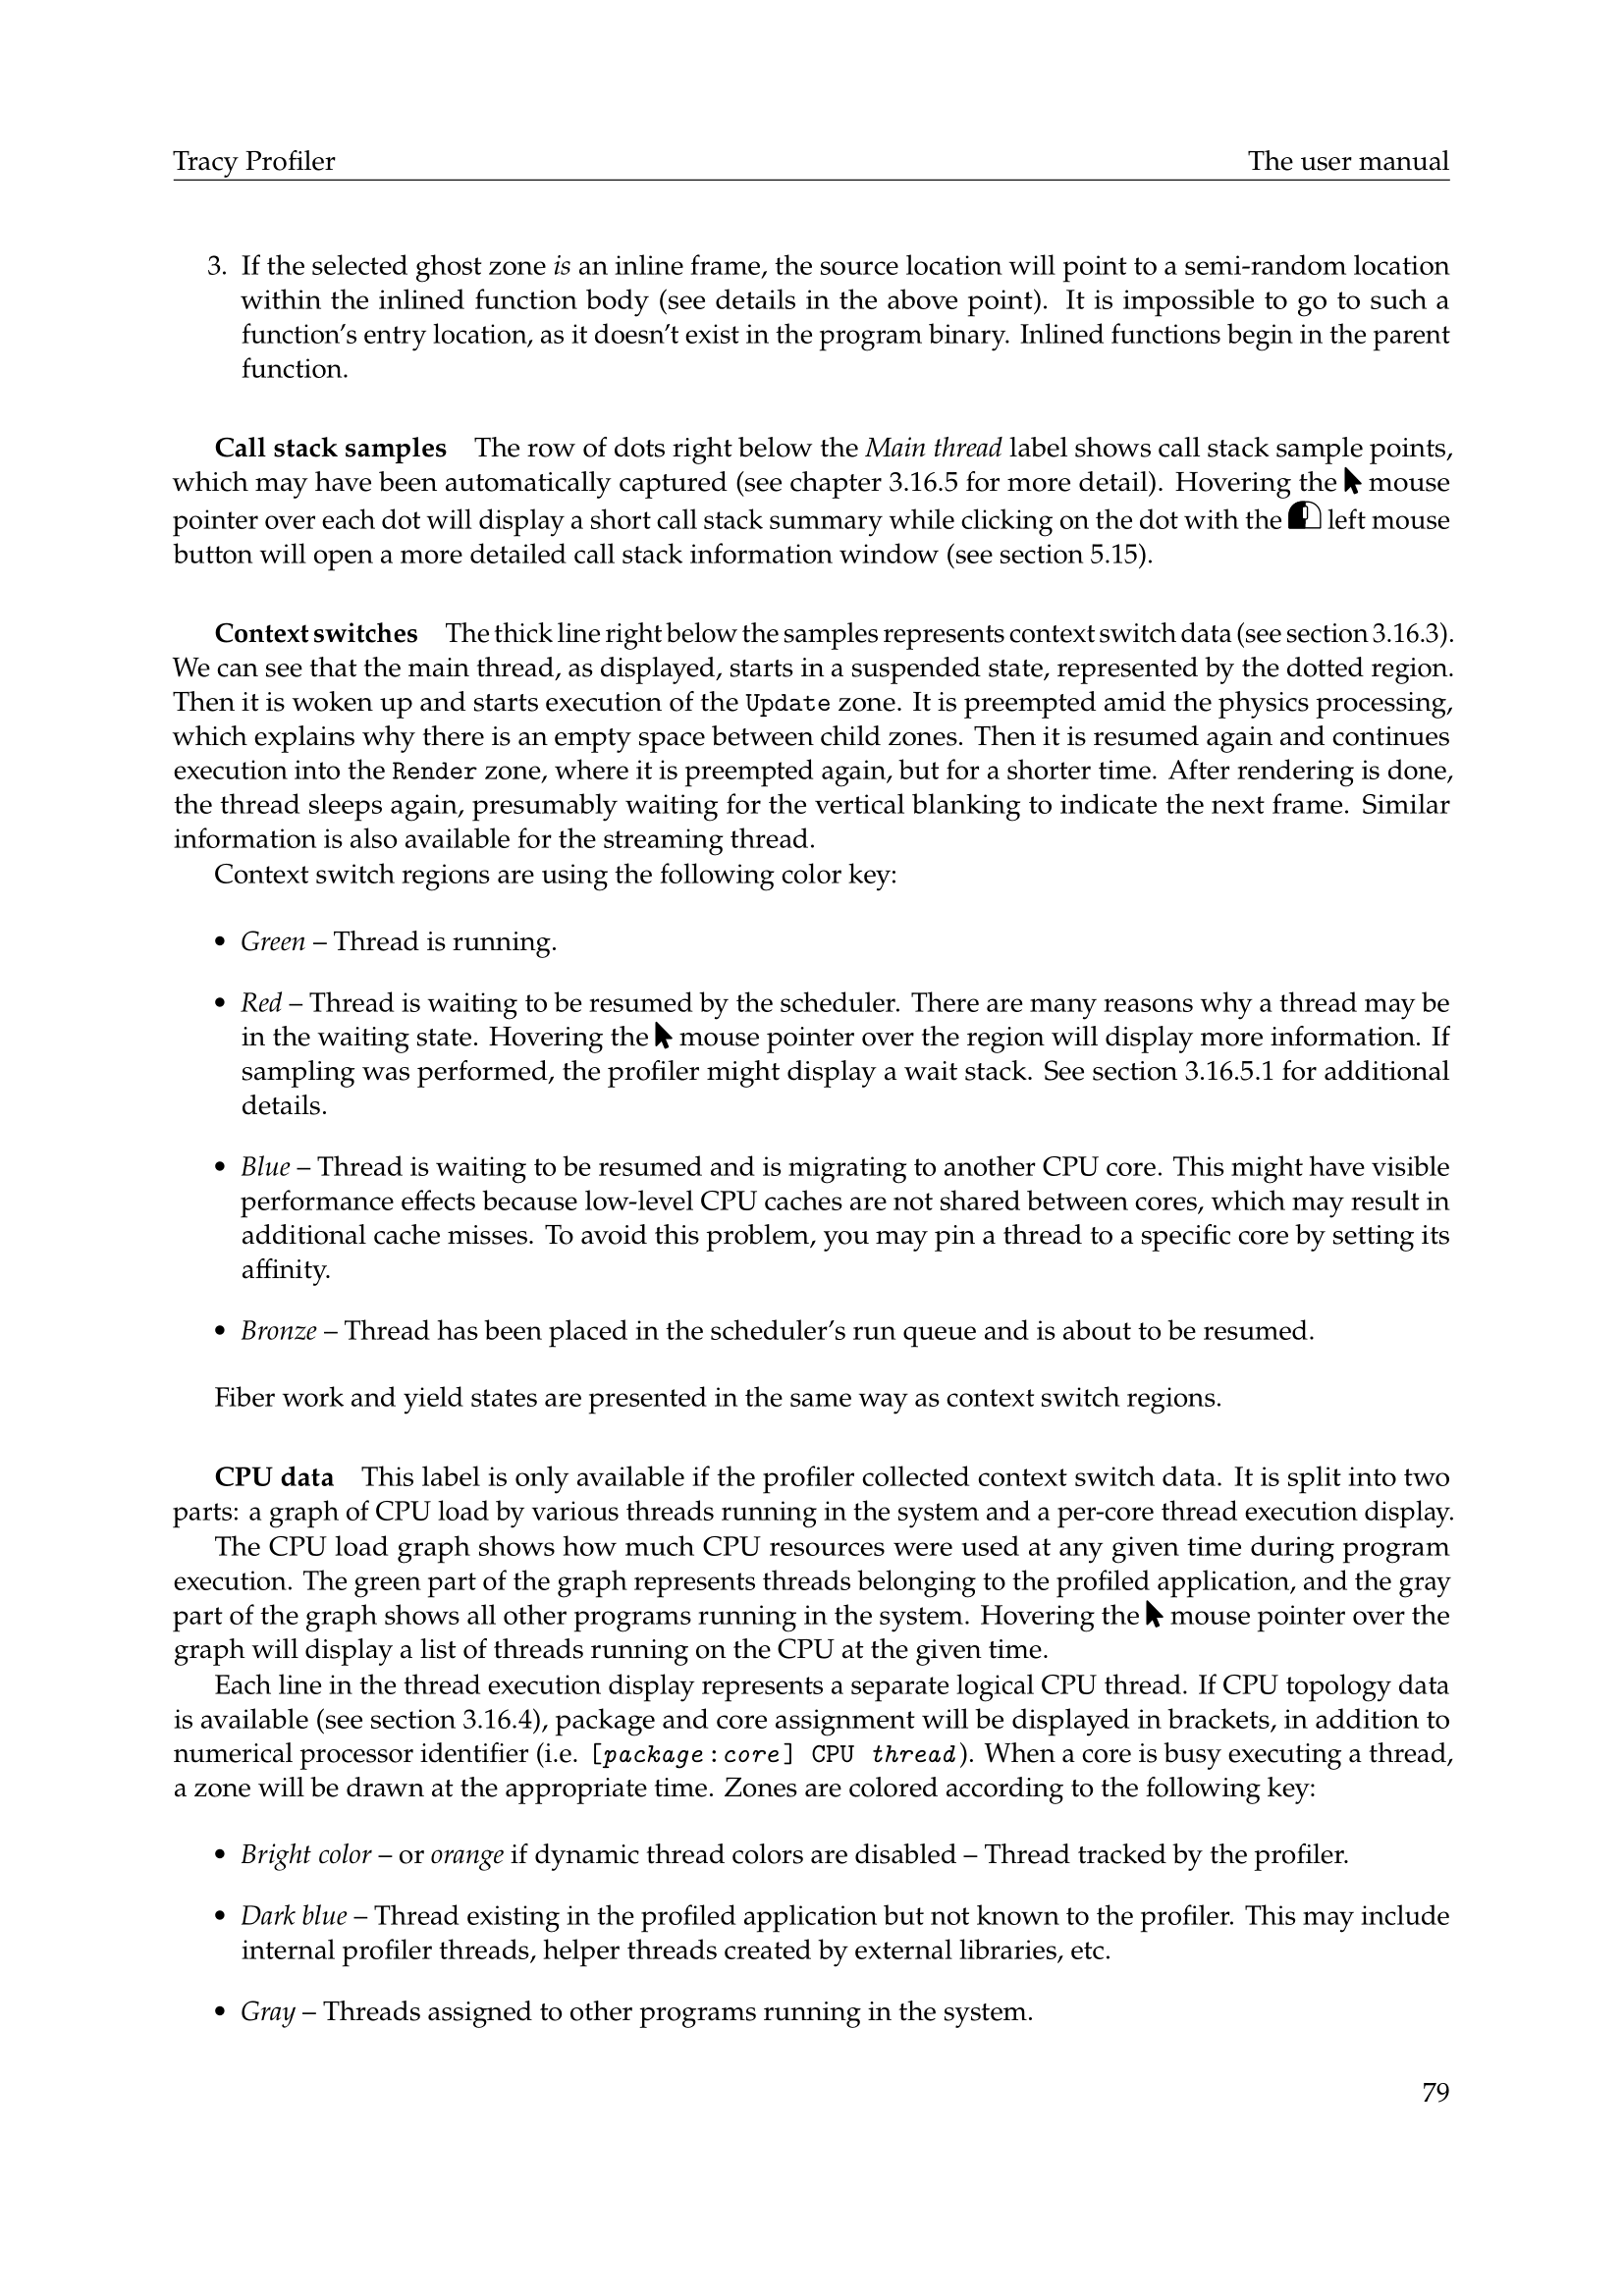 Tracy Profiler The user manual
3. If the selected ghost zone is an inline frame, the source location will point to a semi-random location
within the inlined function body (see details in the above point). It is impossible to go to such a
function's entry location, as it doesn't exist in the program binary. Inlined functions begin in the parent
function.
Call stack samples The row of dots right below the Main thread label shows call stack sample points,
which may have been automatically captured (see chapter 3.16.5 for more detail). Hovering the mouse
pointer over each dot will display a short call stack summary while clicking on the dot with the left mouse
button will open a more detailed call stack information window (see section 5.15).
Context switches The thick line right below the samples represents context switch data (see section 3.16.3).
We can see that the main thread, as displayed, starts in a suspended state, represented by the dotted region.
Then it is woken up and starts execution of the Update zone. It is preempted amid the physics processing,
which explains why there is an empty space between child zones. Then it is resumed again and continues
execution into the Render zone, where it is preempted again, but for a shorter time. After rendering is done,
the thread sleeps again, presumably waiting for the vertical blanking to indicate the next frame. Similar
information is also available for the streaming thread.
Context switch regions are using the following color key:
• Green – Thread is running.
• Red – Thread is waiting to be resumed by the scheduler. There are many reasons why a thread may be
in the waiting state. Hovering the mouse pointer over the region will display more information. If
sampling was performed, the profiler might display a wait stack. See section 3.16.5.1 for additional
details.
• Blue – Thread is waiting to be resumed and is migrating to another CPU core. This might have visible
performance effects because low-level CPU caches are not shared between cores, which may result in
additional cache misses. To avoid this problem, you may pin a thread to a specific core by setting its
affinity.
• Bronze – Thread has been placed in the scheduler's run queue and is about to be resumed.
Fiber work and yield states are presented in the same way as context switch regions.
CPU data This label is only available if the profiler collected context switch data. It is split into two
parts: a graph of CPU load by various threads running in the system and a per-core thread execution display.
The CPU load graph shows how much CPU resources were used at any given time during program
execution. The green part of the graph represents threads belonging to the profiled application, and the gray
part of the graph shows all other programs running in the system. Hovering the mouse pointer over the
graph will display a list of threads running on the CPU at the given time.
Each line in the thread execution display represents a separate logical CPU thread. If CPU topology data
is available (see section 3.16.4), package and core assignment will be displayed in brackets, in addition to
numerical processor identifier (i.e. [package:core] CPU thread). When a core is busy executing a thread,
a zone will be drawn at the appropriate time. Zones are colored according to the following key:
• Bright color – or orange if dynamic thread colors are disabled – Thread tracked by the profiler.
• Dark blue – Thread existing in the profiled application but not known to the profiler. This may include
internal profiler threads, helper threads created by external libraries, etc.
• Gray – Threads assigned to other programs running in the system.
79